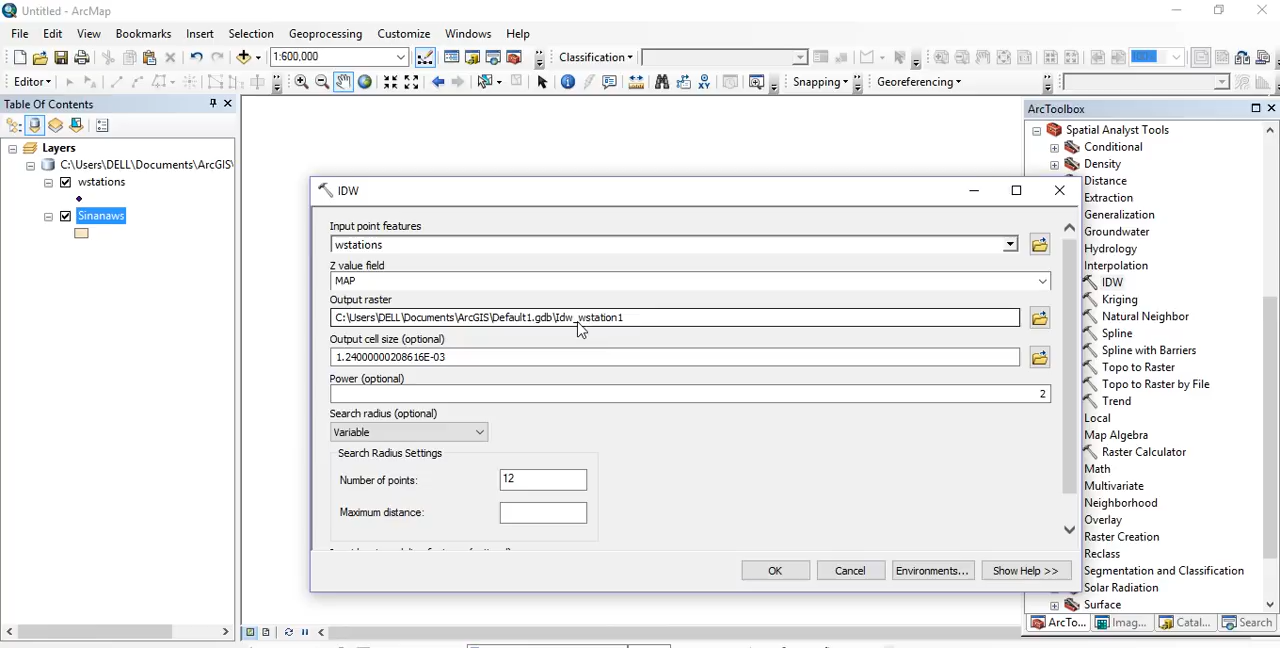 Untitled - ArcMap
File Edit View Bookmarks Insert Selection Geoprocessing Customize Windows Help
1:600,000 Classification
Editor Snapping Georeferencing
Table Of Contents
Layers
C:\Users\DELL\Documents\ArcGIS\
wstations
Sinanaws
IDW
Input point features
wstations
Z value field
MAP
Output raster
C:\Users\DELL\Documents\ArcGIS\Default1.gdb\Idw_wstation1
Output cell size (optional)
1.24000000208616E-03
Power (optional)
2
Search radius (optional)
Variable
Search Radius Settings
Number of points: 12
Maximum distance:
OK Cancel Environments... Show Help >>
ArcToolbox
Spatial Analyst Tools
Conditional
Density
Distance
Extraction
Generalization
Groundwater
Hydrology
Interpolation
IDW
Kriging
Natural Neighbor
Spline
Spline with Barriers
Topo to Raster
Topo to Raster by File
Trend
Local
Map Algebra
Raster Calculator
Math
Multivariate
Neighborhood
Overlay
Raster Creation
Reclass
Segmentation and Classification
Solar Radiation
Surface
ArcTo... Imag... Catal... Search